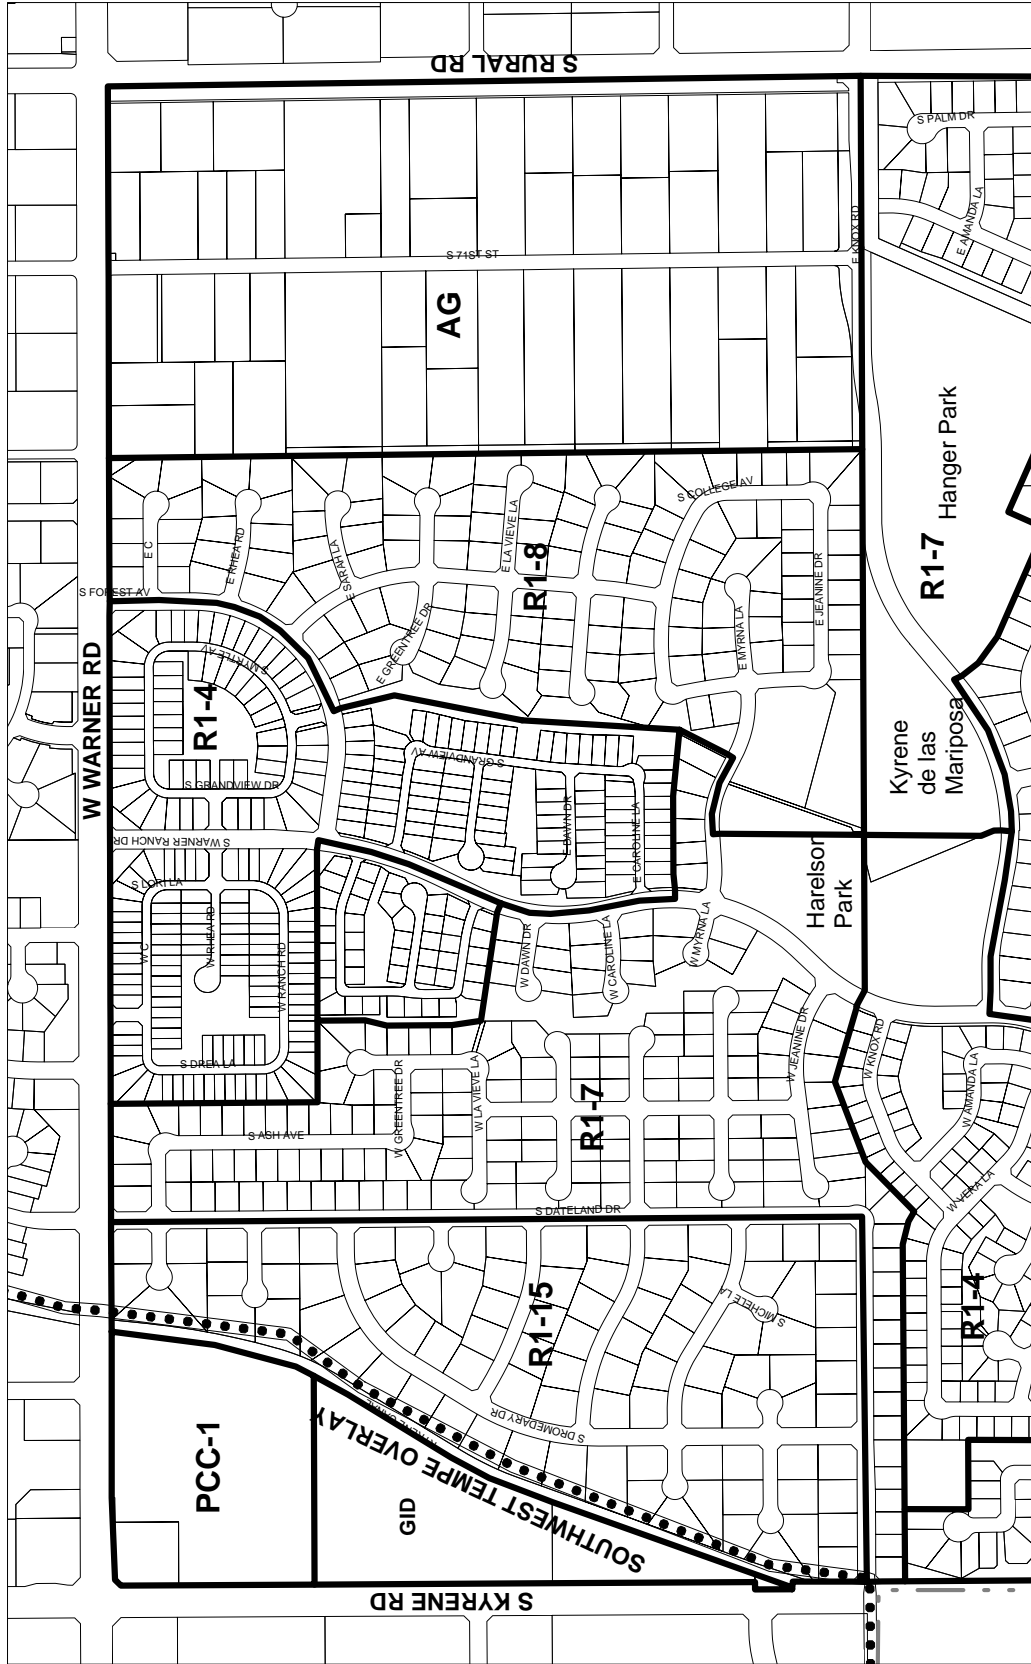 S RURAL RD
S PALM DR
E AMANDA LA
E KNOX RD
S 71ST ST
AG
Hanger Park
R1-7
S COLLEGE AV
E LA VIEVE LA
E C
E RHEA RD
E SARAH LA
R1-8
E JEANINE DR
S FOREST AV
E GREENTREE DR
E MYRNA LA
W WARNER RD
S MYRTLE AV
R1-4
Kyrene
de las
Mariposa
S GRANDVIEW AV
S GRANDVIEW DR
E DAWN DR
E CAROLINE LA
S WARNER RANCH DR
Harelson
Park
S LORI LA
W C
W RHEA RD
W RANCH RD
W DAWN DR
W CAROLINE LA
W MYRNA LA
W JEANINE DR
W KNOX RD
S DREA LA
W GREENTREE DR
W LA VIEVE LA
R1-7
W AMANDA LA
S ASH AVE
W VERA LA
S DATELAND DR
R1-15
S MICHELE LA
R1-4
S DROMEDARY DR
SOUTHWEST TEMPE OVERLAY
PCC-1
GID
S KYRENE RD